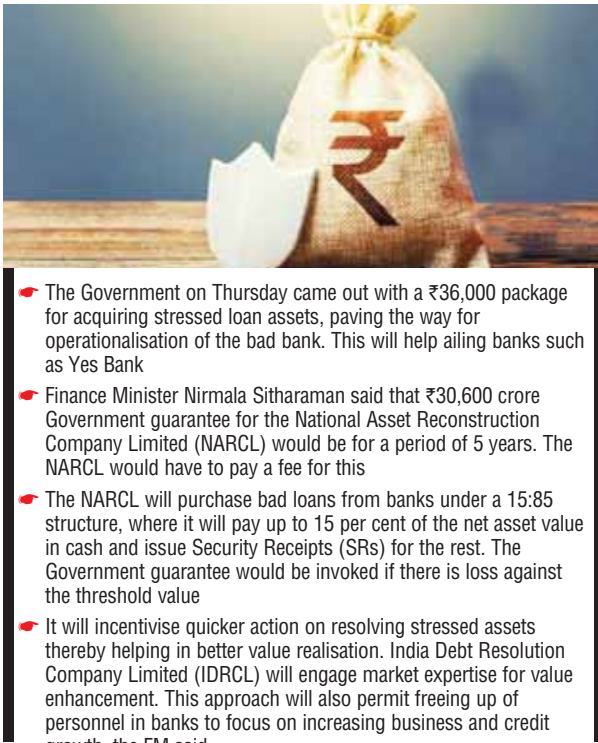 ₹
The Government on Thursday came out with a ₹36,000 package
for acquiring stressed loan assets, paving the way for
operationalisation of the bad bank. This will help ailing banks such
as Yes Bank
Finance Minister Nirmala Sitharaman said that ₹30,600 crore
Government guarantee for the National Asset Reconstruction
Company Limited (NARCL) would be for a period of 5 years. The
NARCL would have to pay a fee for this
The NARCL will purchase bad loans from banks under a 15:85
structure, where it will pay up to 15 per cent of the net asset value
in cash and issue Security Receipts (SRs) for the rest. The
Government guarantee would be invoked if there is loss against
the threshold value
It will incentivise quicker action on resolving stressed assets
thereby helping in better value realisation. India Debt Resolution
Company Limited (IDRCL) will engage market expertise for value
enhancement. This approach will also permit freeing up of
personnel in banks to focus on increasing business and credit